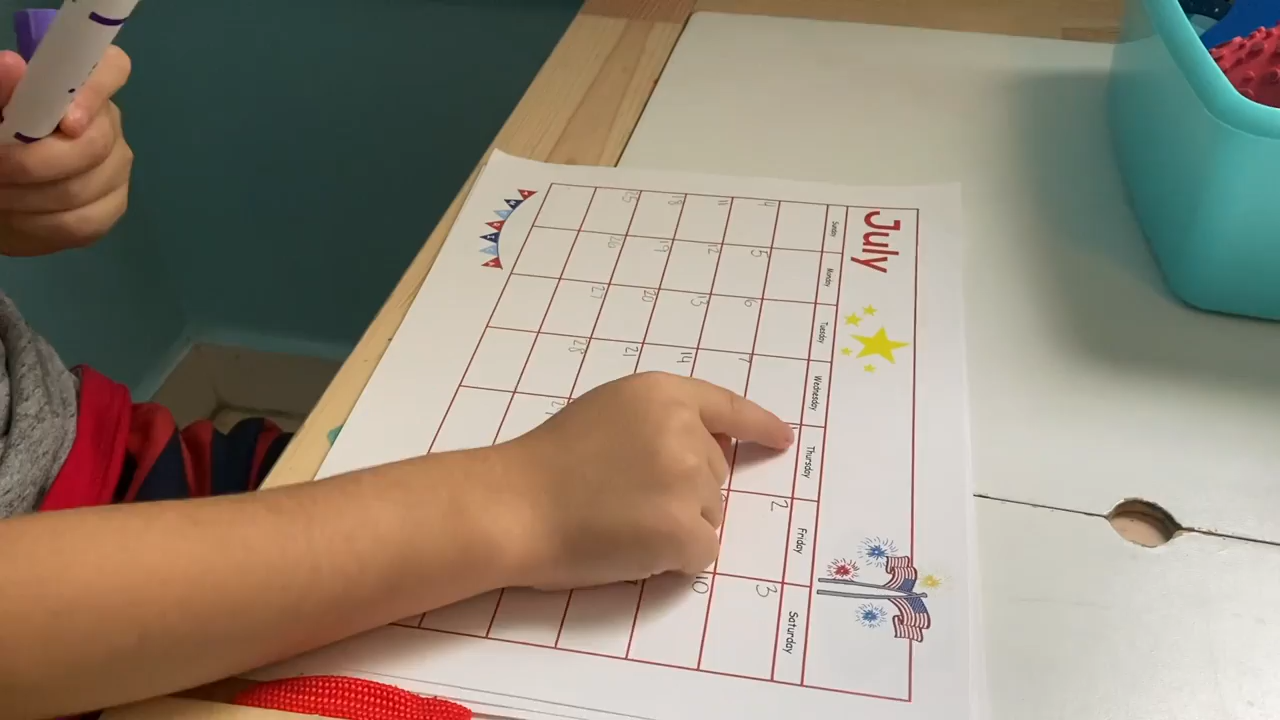 July
Sunday Monday Tuesday Wednesday Thursday Friday Saturday
2 3
4 5 6 7 10
11 12 13 14
18 19 20 21
25 26 27 28